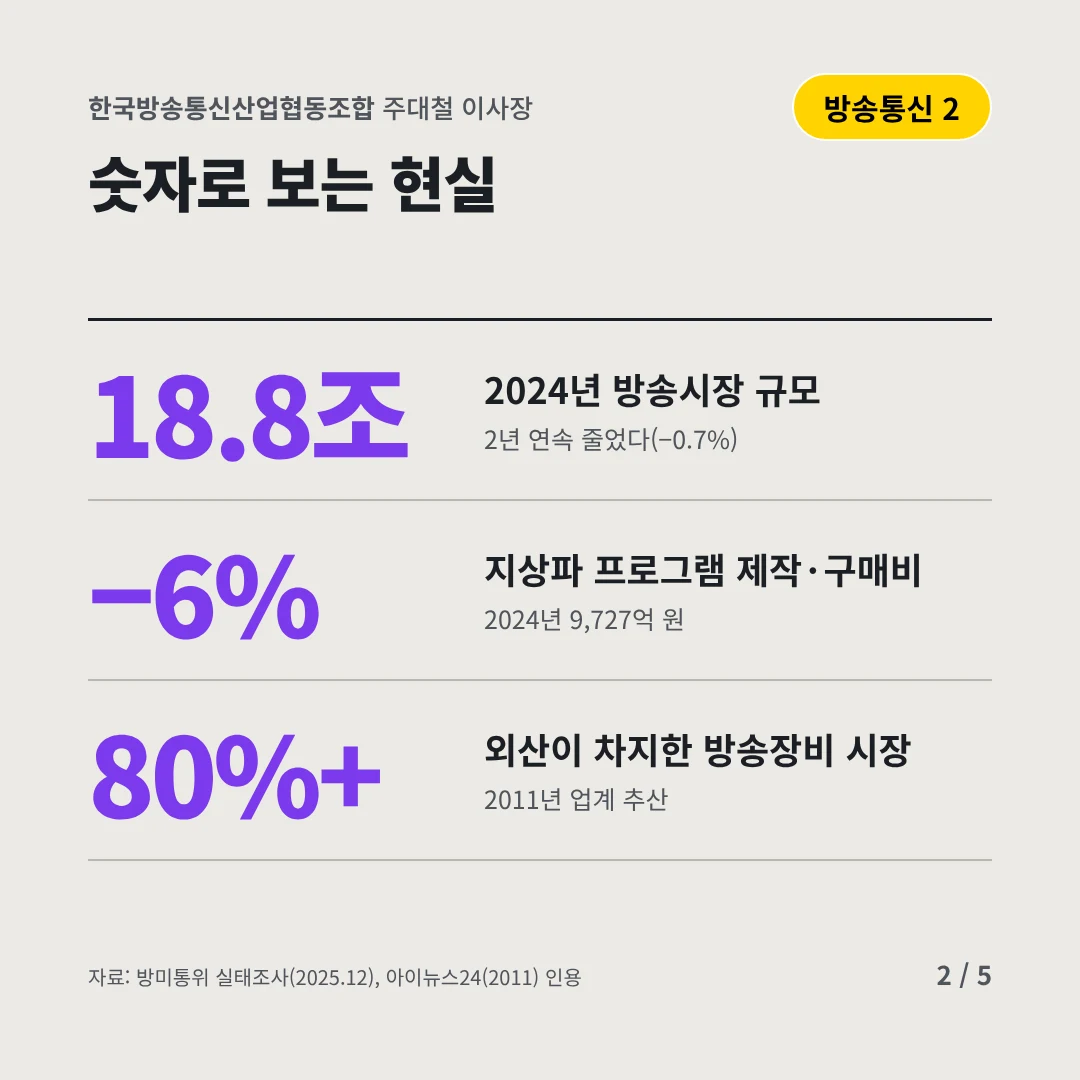 한국방송통신산업협동조합 주대철 이사장
방송통신 2
숫자로 보는 현실
18.8조
2024년 방송시장 규모
2년 연속 줄었다(−0.7%)
−6%
지상파 프로그램 제작·구매비
2024년 9,727억 원
80%+
외산이 차지한 방송장비 시장
2011년 업계 추산
자료: 방미통위 실태조사(2025.12), 아이뉴스24(2011) 인용
2 / 5